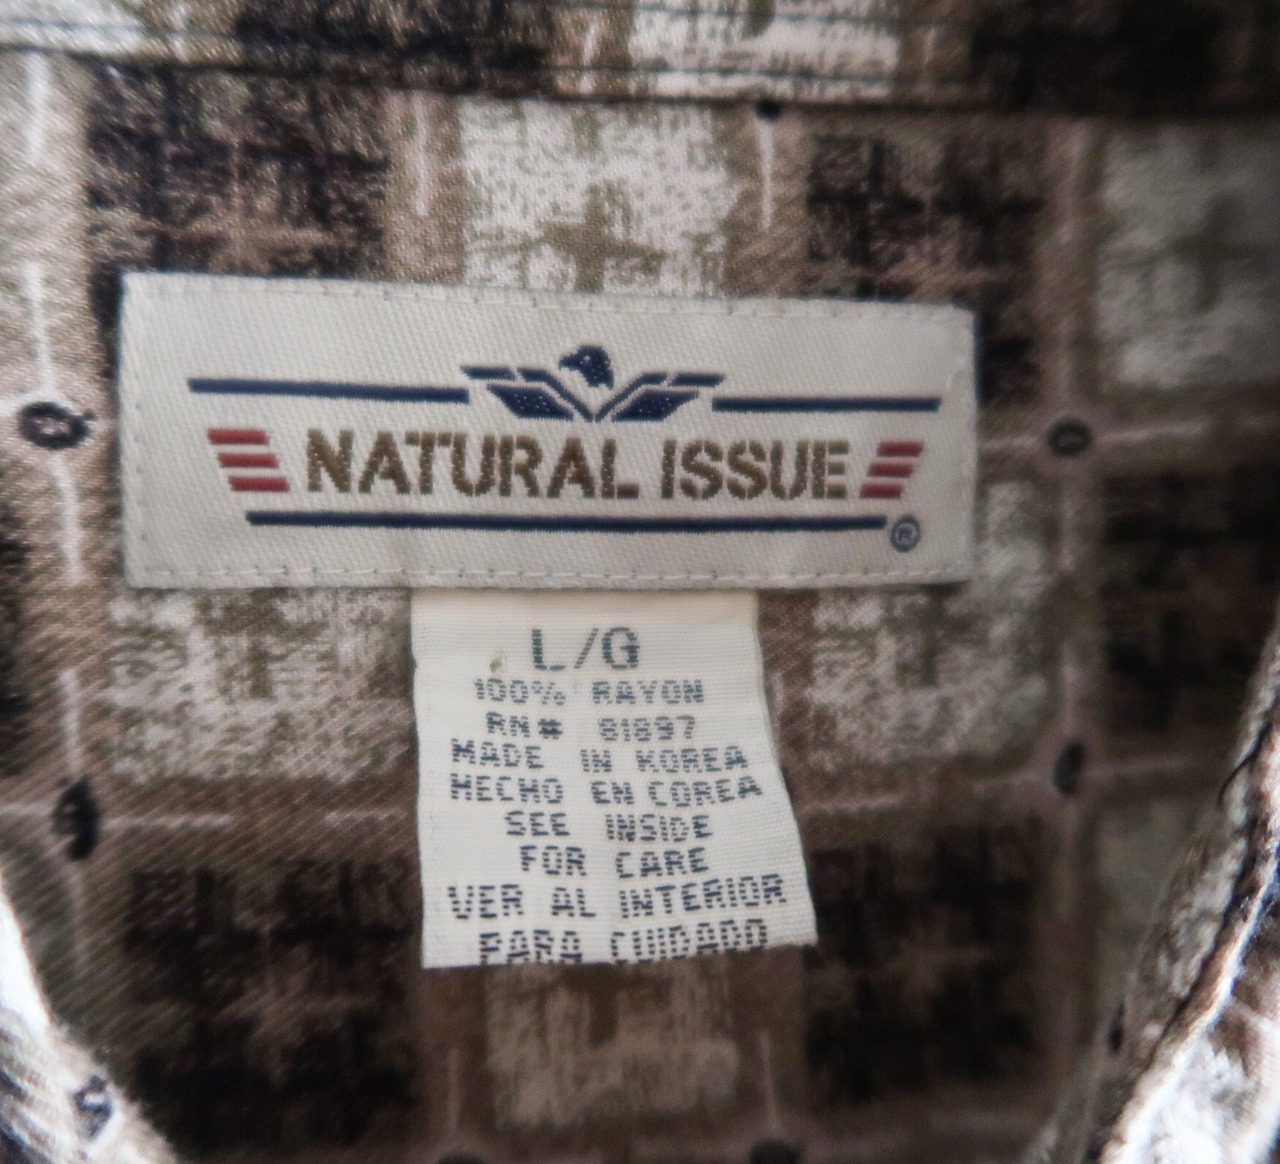 NATURAL ISSUE
®
L/G
100% RAYON
RN# 81897
MADE IN KOREA
HECHO EN COREA
SEE INSIDE
FOR CARE
VER AL INTERIOR
PARA CUIDADO